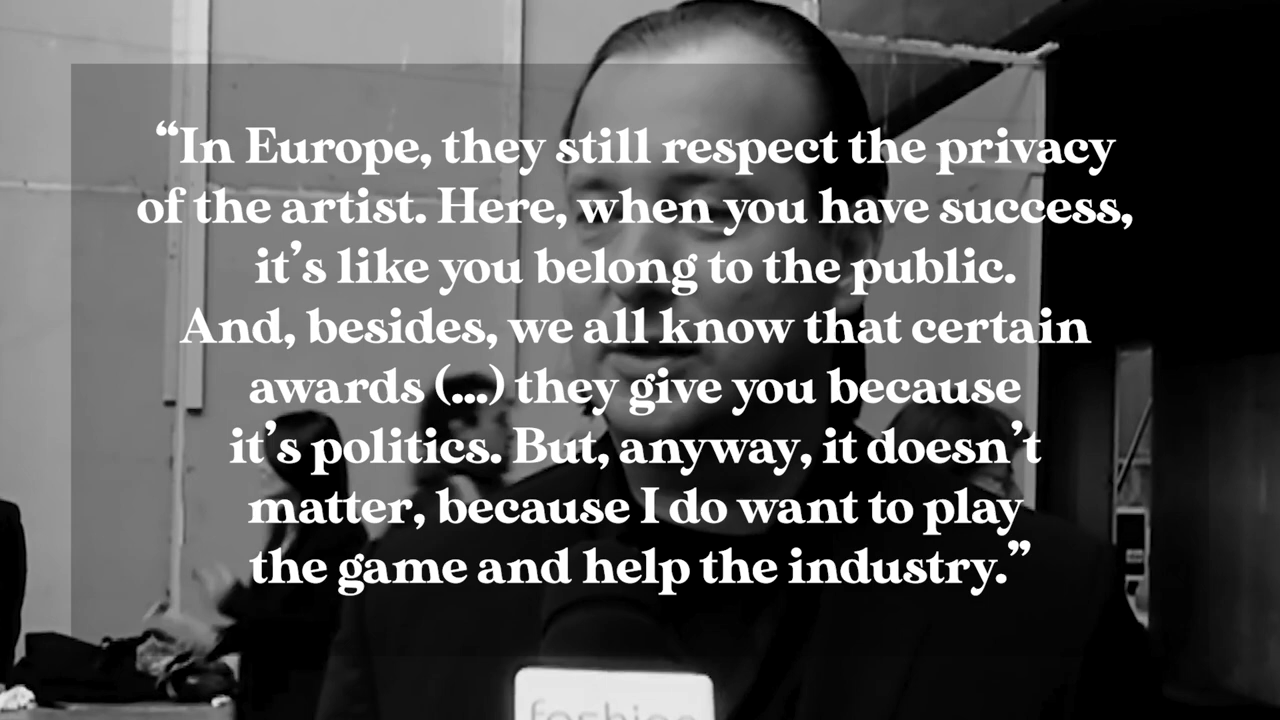 “In Europe, they still respect the privacy
of the artist. Here, when you have success,
it’s like you belong to the public.
And, besides, we all know that certain
awards (...) they give you because
it’s politics. But, anyway, it doesn’t
matter, because I do want to play
the game and help the industry.”